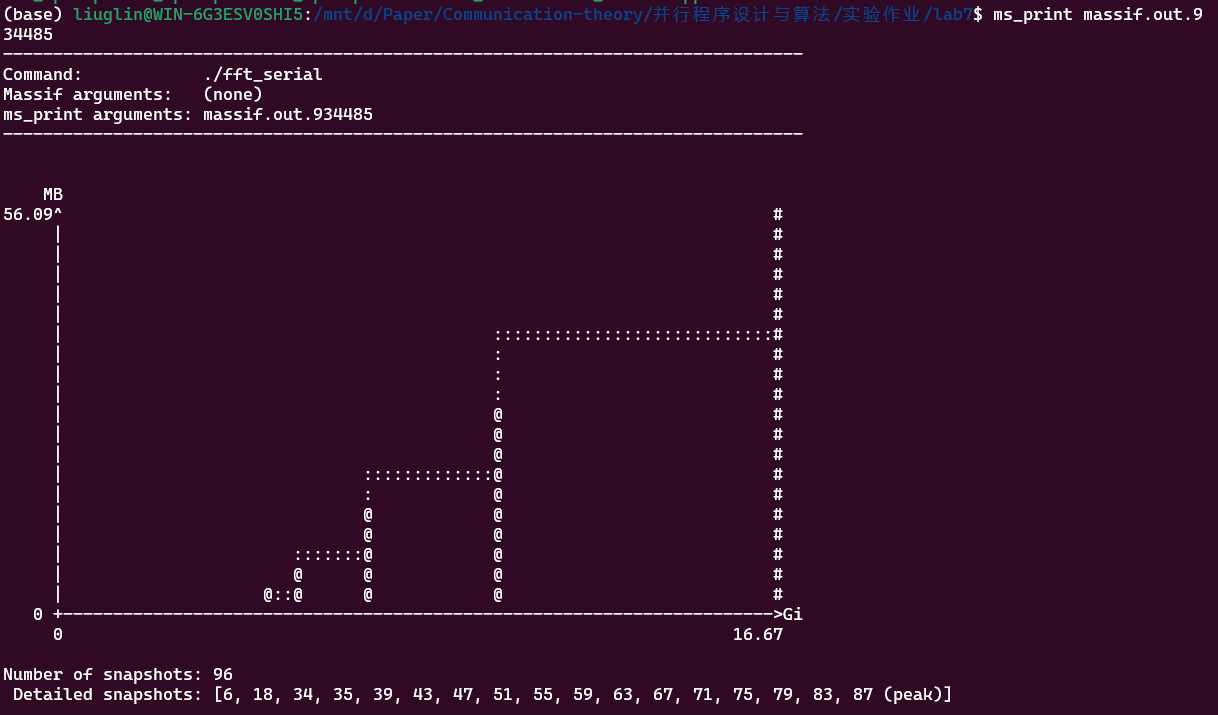 (base) liuglin@WIN-6G3ESV0SHI5:/mnt/d/Paper/Communication-theory/并行程序设计与算法/实验作业/lab7$ ms_print massif.out.9
34485
--------------------------------------------------------------------------------
Command:            ./fft_serial
Massif arguments:   (none)
ms_print arguments: massif.out.934485
--------------------------------------------------------------------------------
    MB
56.09^                                                                       #
     |                                                                       #
     |                                                                       #
     |                                                                       #
     |                                                                       #
     |                                                                       #
     |                                           ::::::::::::::::::::::::::::#
     |                                           :                           #
     |                                           :                           #
     |                                           :                           #
     |                                           @                           #
     |                                           @                           #
     |                                           @                           #
     |                              :::::::::::::@                           #
     |                              :            @                           #
     |                              @            @                           #
     |                              @            @                           #
     |                       :::::::@            @                           #
     |                       @      @            @                           #
     |                    @::@      @            @                           #
   0 +----------------------------------------------------------------------->Gi
     0                                                                   16.67
Number of snapshots: 96
 Detailed snapshots: [6, 18, 34, 35, 39, 43, 47, 51, 55, 59, 63, 67, 71, 75, 79, 83, 87 (peak)]